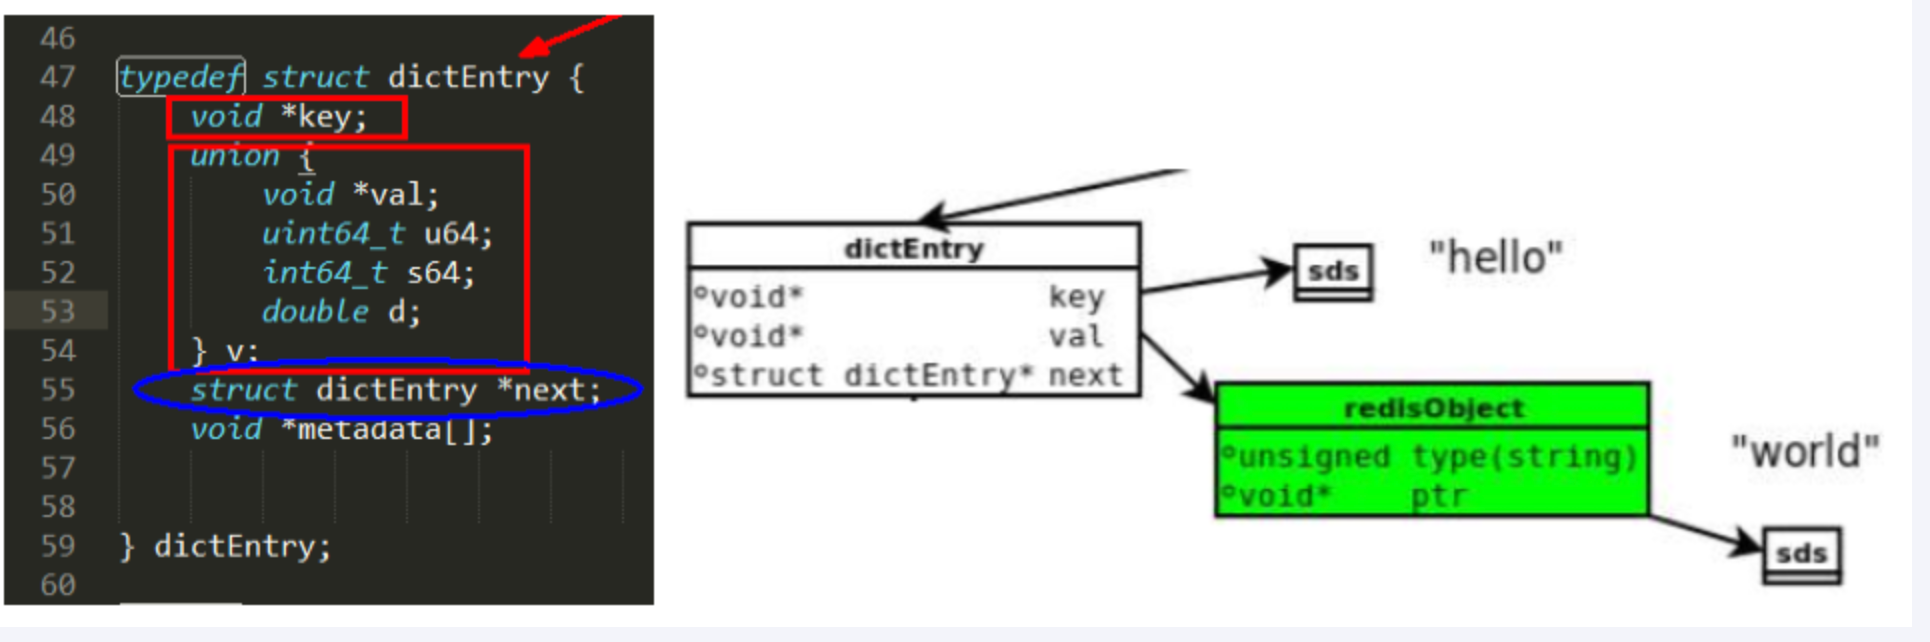 46
47 typedef struct dictEntry {
48 void *key;
49 union {
50 void *val;
51 uint64_t u64;
52 int64_t s64;
53 double d;
54 } v;
55 struct dictEntry *next;
56 void *metadata[];
57
58
59 } dictEntry;
60
dictEntry
void* key
void* val
struct dictEntry* next
sds
"hello"
redisObject
unsigned type(string)
void* ptr
"world"
sds